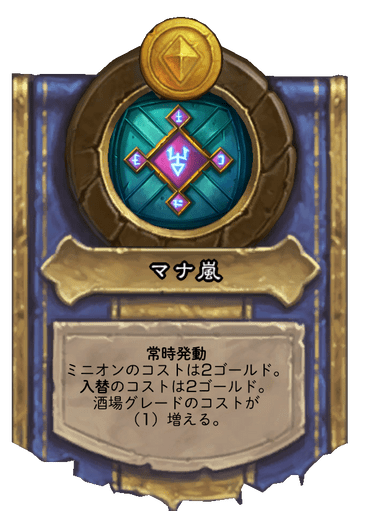 マナ嵐
常時発動
ミニオンのコストは2ゴールド。
入替のコストは2ゴールド。
酒場グレードのコストが
（1）増える。